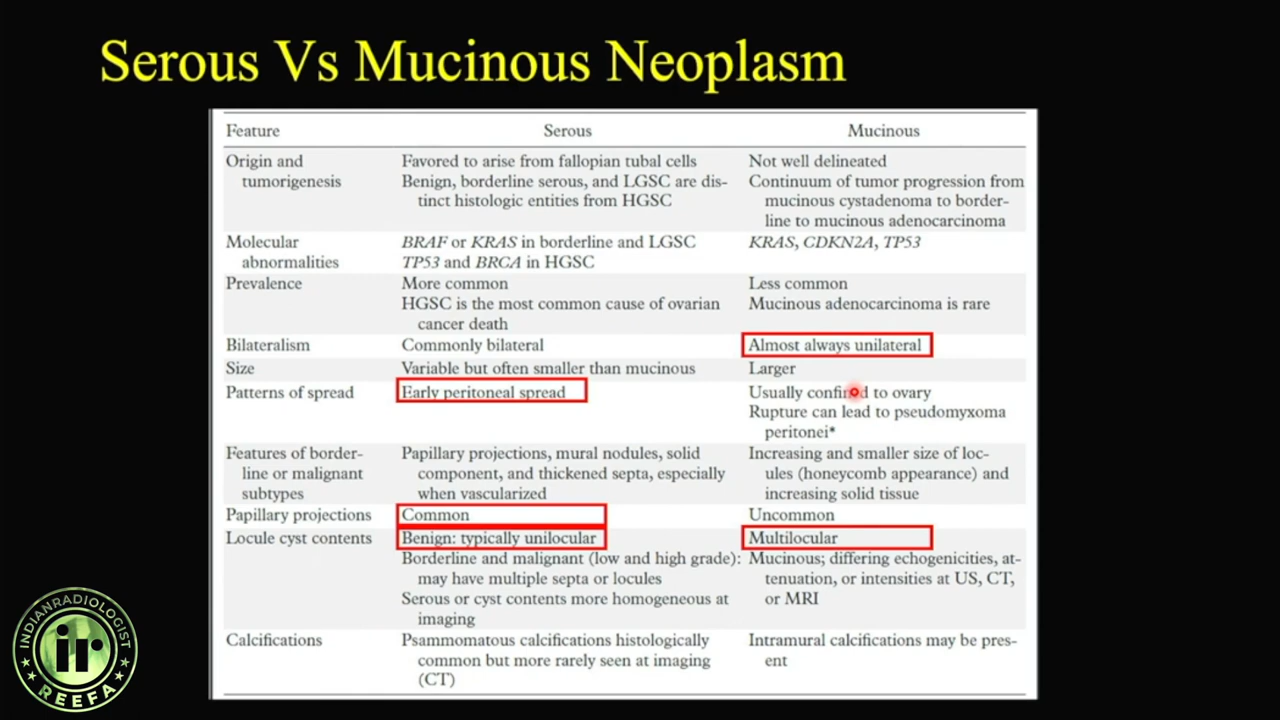 Serous Vs Mucinous Neoplasm
Feature Serous Mucinous
Origin and Favored to arise from fallopian tubal cells Not well delineated
tumorigenesis Benign, borderline serous, and LGSC are dis- Continuum of tumor progression from
tinct histologic entities from HGSC mucinous cystadenoma to border-
line to mucinous adenocarcinoma
Molecular BRAF or KRAS in borderline and LGSC KRAS, CDKN2A, TP53
abnormalities TP53 and BRCA in HGSC
Prevalence More common Less common
HGSC is the most common cause of ovarian Mucinous adenocarcinoma is rare
cancer death
Bilateralism Commonly bilateral Almost always unilateral
Size Variable but often smaller than mucinous Larger
Patterns of spread Early peritoneal spread Usually confined to ovary
Rupture can lead to pseudomyxoma
peritonei*
Features of border- Papillary projections, mural nodules, solid Increasing and smaller size of loc-
line or malignant component, and thickened septa, especially ules (honeycomb appearance) and
subtypes when vascularized increasing solid tissue
Papillary projections Common Uncommon
Locule cyst contents Benign: typically unilocular Multilocular
Borderline and malignant (low and high grade): Mucinous; differing echogenicities, at-
may have multiple septa or locules tenuation, or intensities at US, CT,
Serous or cyst contents more homogeneous at or MRI
imaging
Calcifications Psammomatous calcifications histologically Intramural calcifications may be pres-
common but more rarely seen at imaging ent
(CT)
INDIANRADIOLOGIST
ir
REEFA